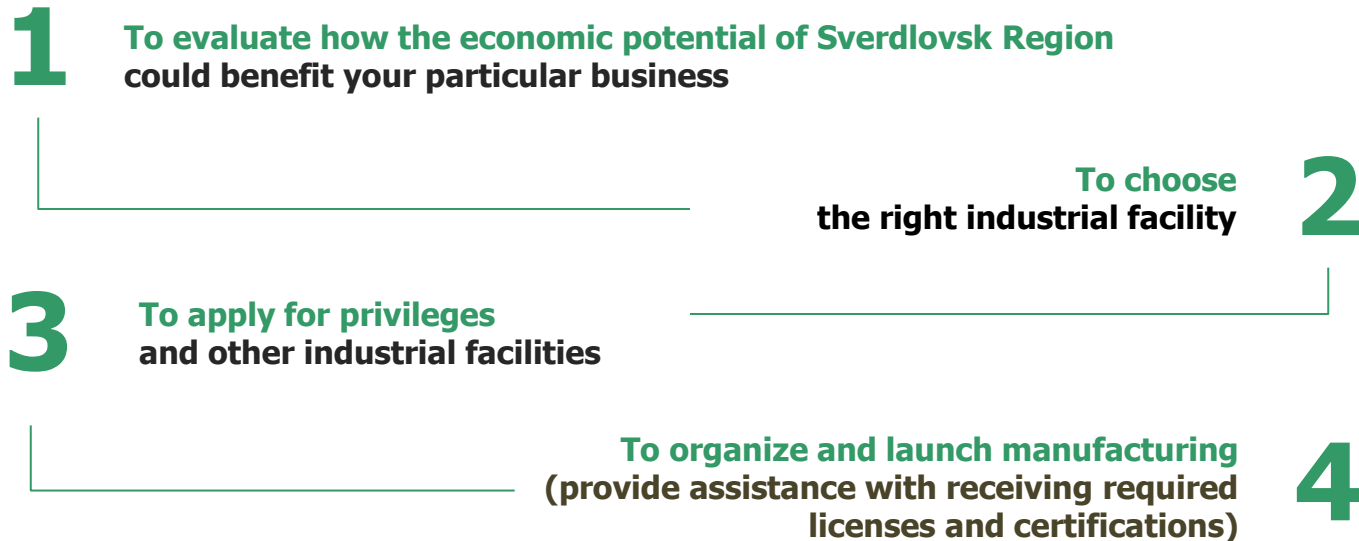 1
To evaluate how the economic potential of Sverdlovsk Region
could benefit your particular business
To choose
the right industrial facility
2
3
To apply for privileges
and other industrial facilities
To organize and launch manufacturing
(provide assistance with receiving required
licenses and certifications)
4